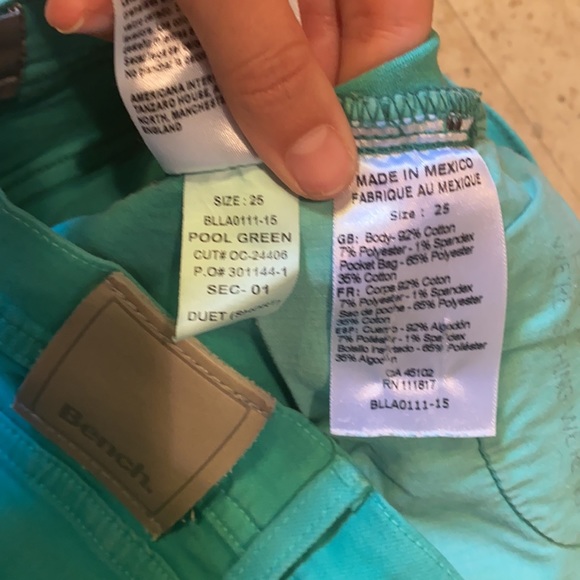 AMERICANA INTER
TANZARO HOUSE, A
NORTH, MANCHESTE
ENGLAND
SIZE : 25
BLLA0111-15
POOL GREEN
CUT# OC-24406
P.O# 301144-1
SEC- 01
DUET (SHORT)
MADE IN MEXICO
FABRIQUE AU MEXIQUE
Size : 25
GB: Body- 92% Cotton
7% Polyester - 1% Spandex
Pocket Bag - 65% Polyester
35% Cotton
FR: Corps 92% Coton
7% Polyester - 1% Spandex
Sac de poche - 65% Polyester
35% Coton
ESP: Cuerpo - 92% Algodón
7% Poliéster - 1% Spandex
Bolsillo - 65% Poliéster
35% Algodón
CA 45102
RN 111817
BLLA0111-15
Bench.